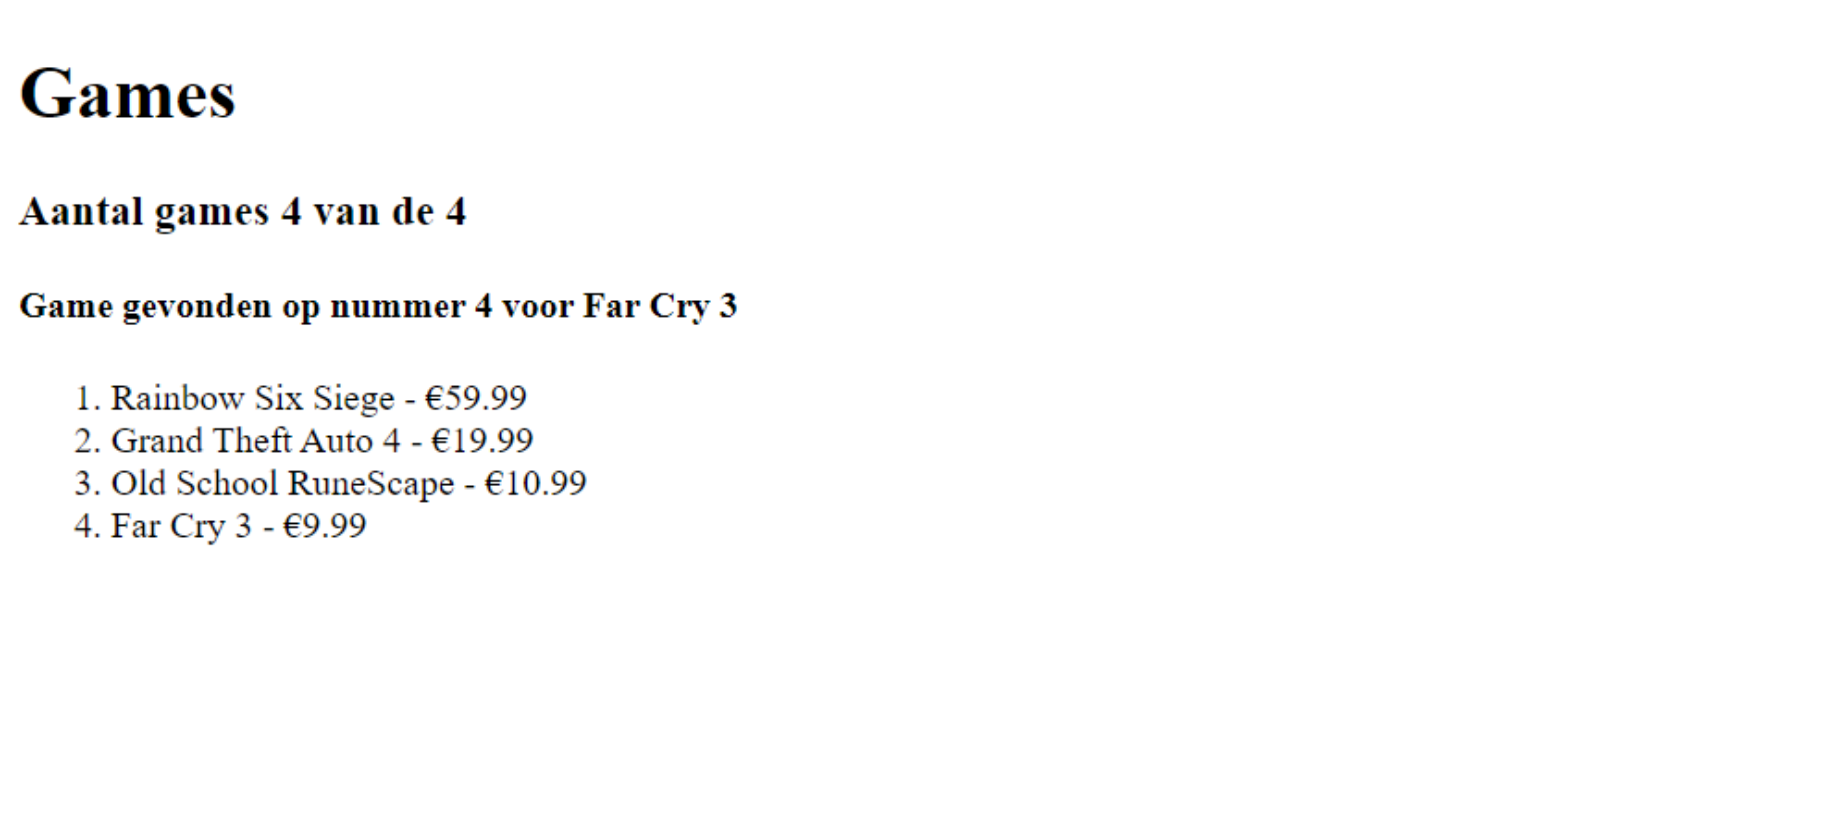 Games
Aantal games 4 van de 4
Game gevonden op nummer 4 voor Far Cry 3
1. Rainbow Six Siege - €59.99
2. Grand Theft Auto 4 - €19.99
3. Old School RuneScape - €10.99
4. Far Cry 3 - €9.99